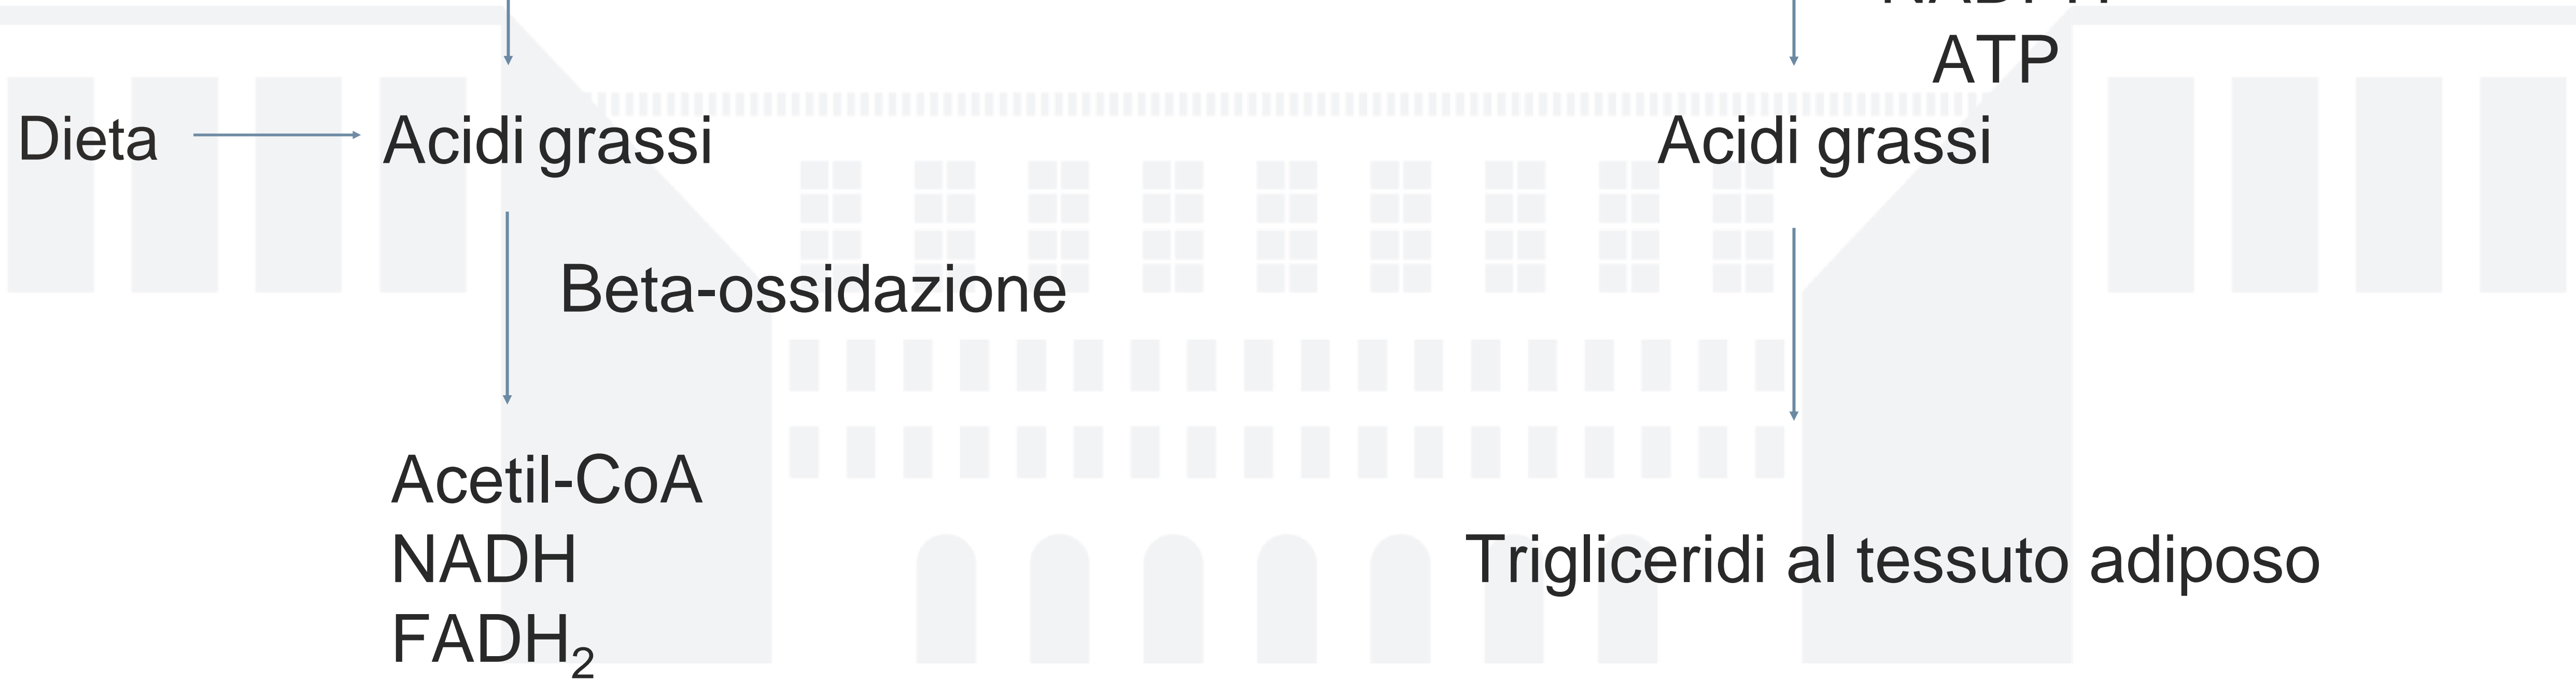 ATP
Dieta
Acidi grassi
Acidi grassi
Beta-ossidazione
Acetil-CoA
NADH
FADH₂
Trigliceridi al tessuto adiposo